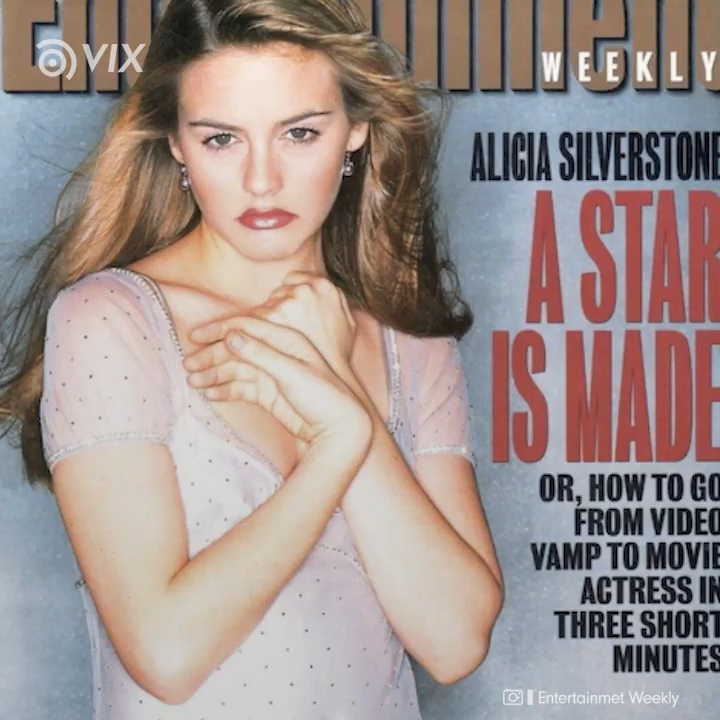 Entertainment
VIX
WEEKLY
ALICIA SILVERSTONE
A STAR
IS MADE
OR, HOW TO GO
FROM VIDEO
VAMP TO MOVIE
ACTRESS IN
THREE SHORT
MINUTES
Entertainmet Weekly